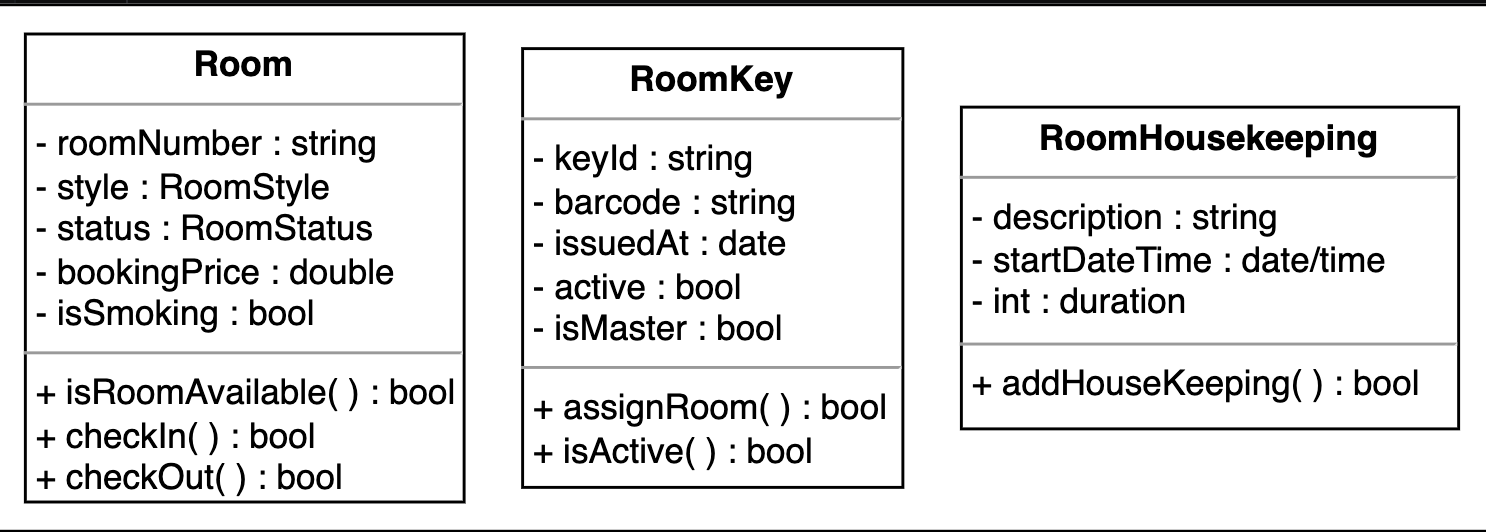 Room
- roomNumber : string
- style : RoomStyle
- status : RoomStatus
- bookingPrice : double
- isSmoking : bool
+ isRoomAvailable( ) : bool
+ checkIn( ) : bool
+ checkOut( ) : bool
RoomKey
- keyId : string
- barcode : string
- issuedAt : date
- active : bool
- isMaster : bool
+ assignRoom( ) : bool
+ isActive( ) : bool
RoomHousekeeping
- description : string
- startDateTime : date/time
- int : duration
+ addHouseKeeping( ) : bool